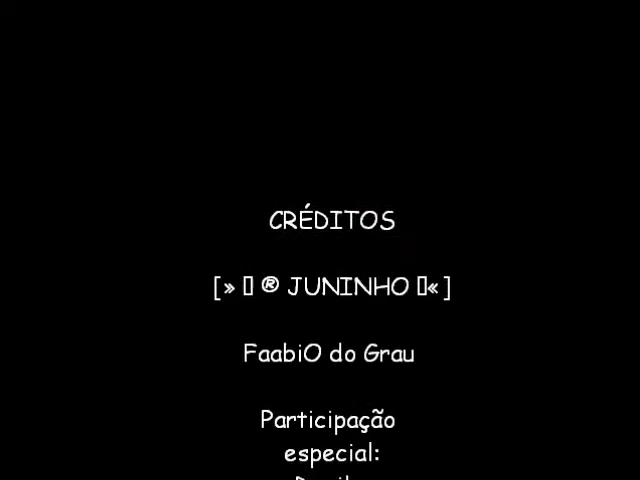 CRÉDITOS
[» ▯ ® JUNINHO ▯« ]
FaabiO do Grau
Participação
especial: